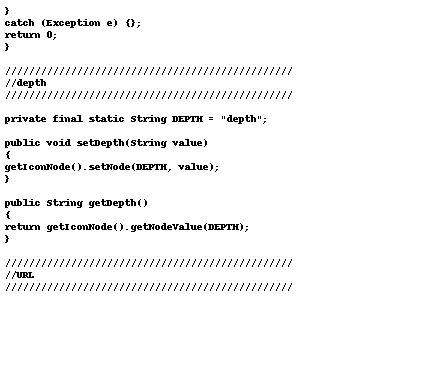 }
catch (Exception e) {};
return 0;
}
////////////////////////////////////////////////
//depth
////////////////////////////////////////////////
private final static String DEPTH = "depth";
public void setDepth(String value)
{
getIconNode().setNode(DEPTH, value);
}
public String getDepth()
{
return getIconNode().getNodeValue(DEPTH);
}
////////////////////////////////////////////////
//URL
////////////////////////////////////////////////